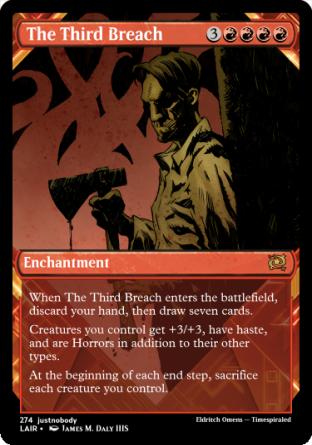 The Third Breach 3
Enchantment
When The Third Breach enters the battlefield,
discard your hand, then draw seven cards.
Creatures you control get +3/+3, have haste,
and are Horrors in addition to their other
types.
At the beginning of each end step, sacrifice
each creature you control.
274 justnobody Eldritch Omens — Timespiraled
LAIR • James M. Daly IIIS